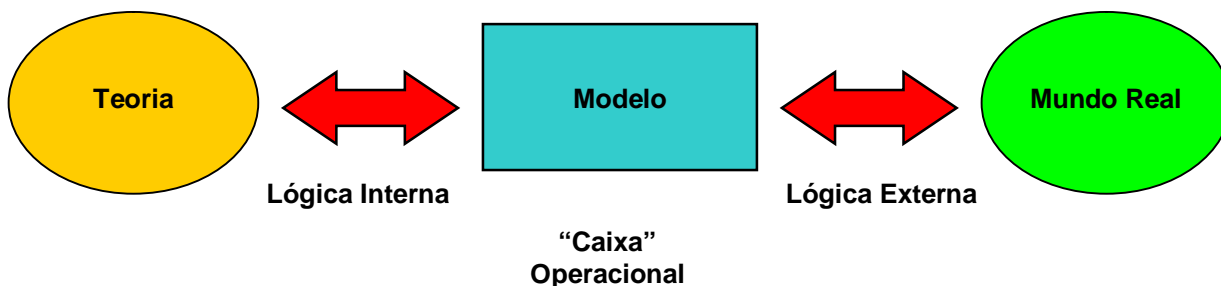 Teoria
Modelo
Mundo Real
Lógica Interna
Lógica Externa
“Caixa”
Operacional